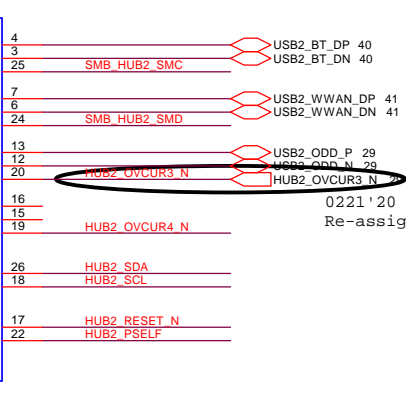 4 USB2_BT_DP 40
3 USB2_BT_DN 40
25 SMB_HUB2_SMC
7 USB2_WWAN_DP 41
6 USB2_WWAN_DN 41
24 SMB_HUB2_SMD
13 USB2_ODD_P 29
12 USB2_ODD_N 29
20 HUB2_OVCUR3_N HUB2_OVCUR3_N 29
16 0221'20
15 Re-assig
19 HUB2_OVCUR4_N
26 HUB2_SDA
18 HUB2_SCL
17 HUB2_RESET_N
22 HUB2_PSELF